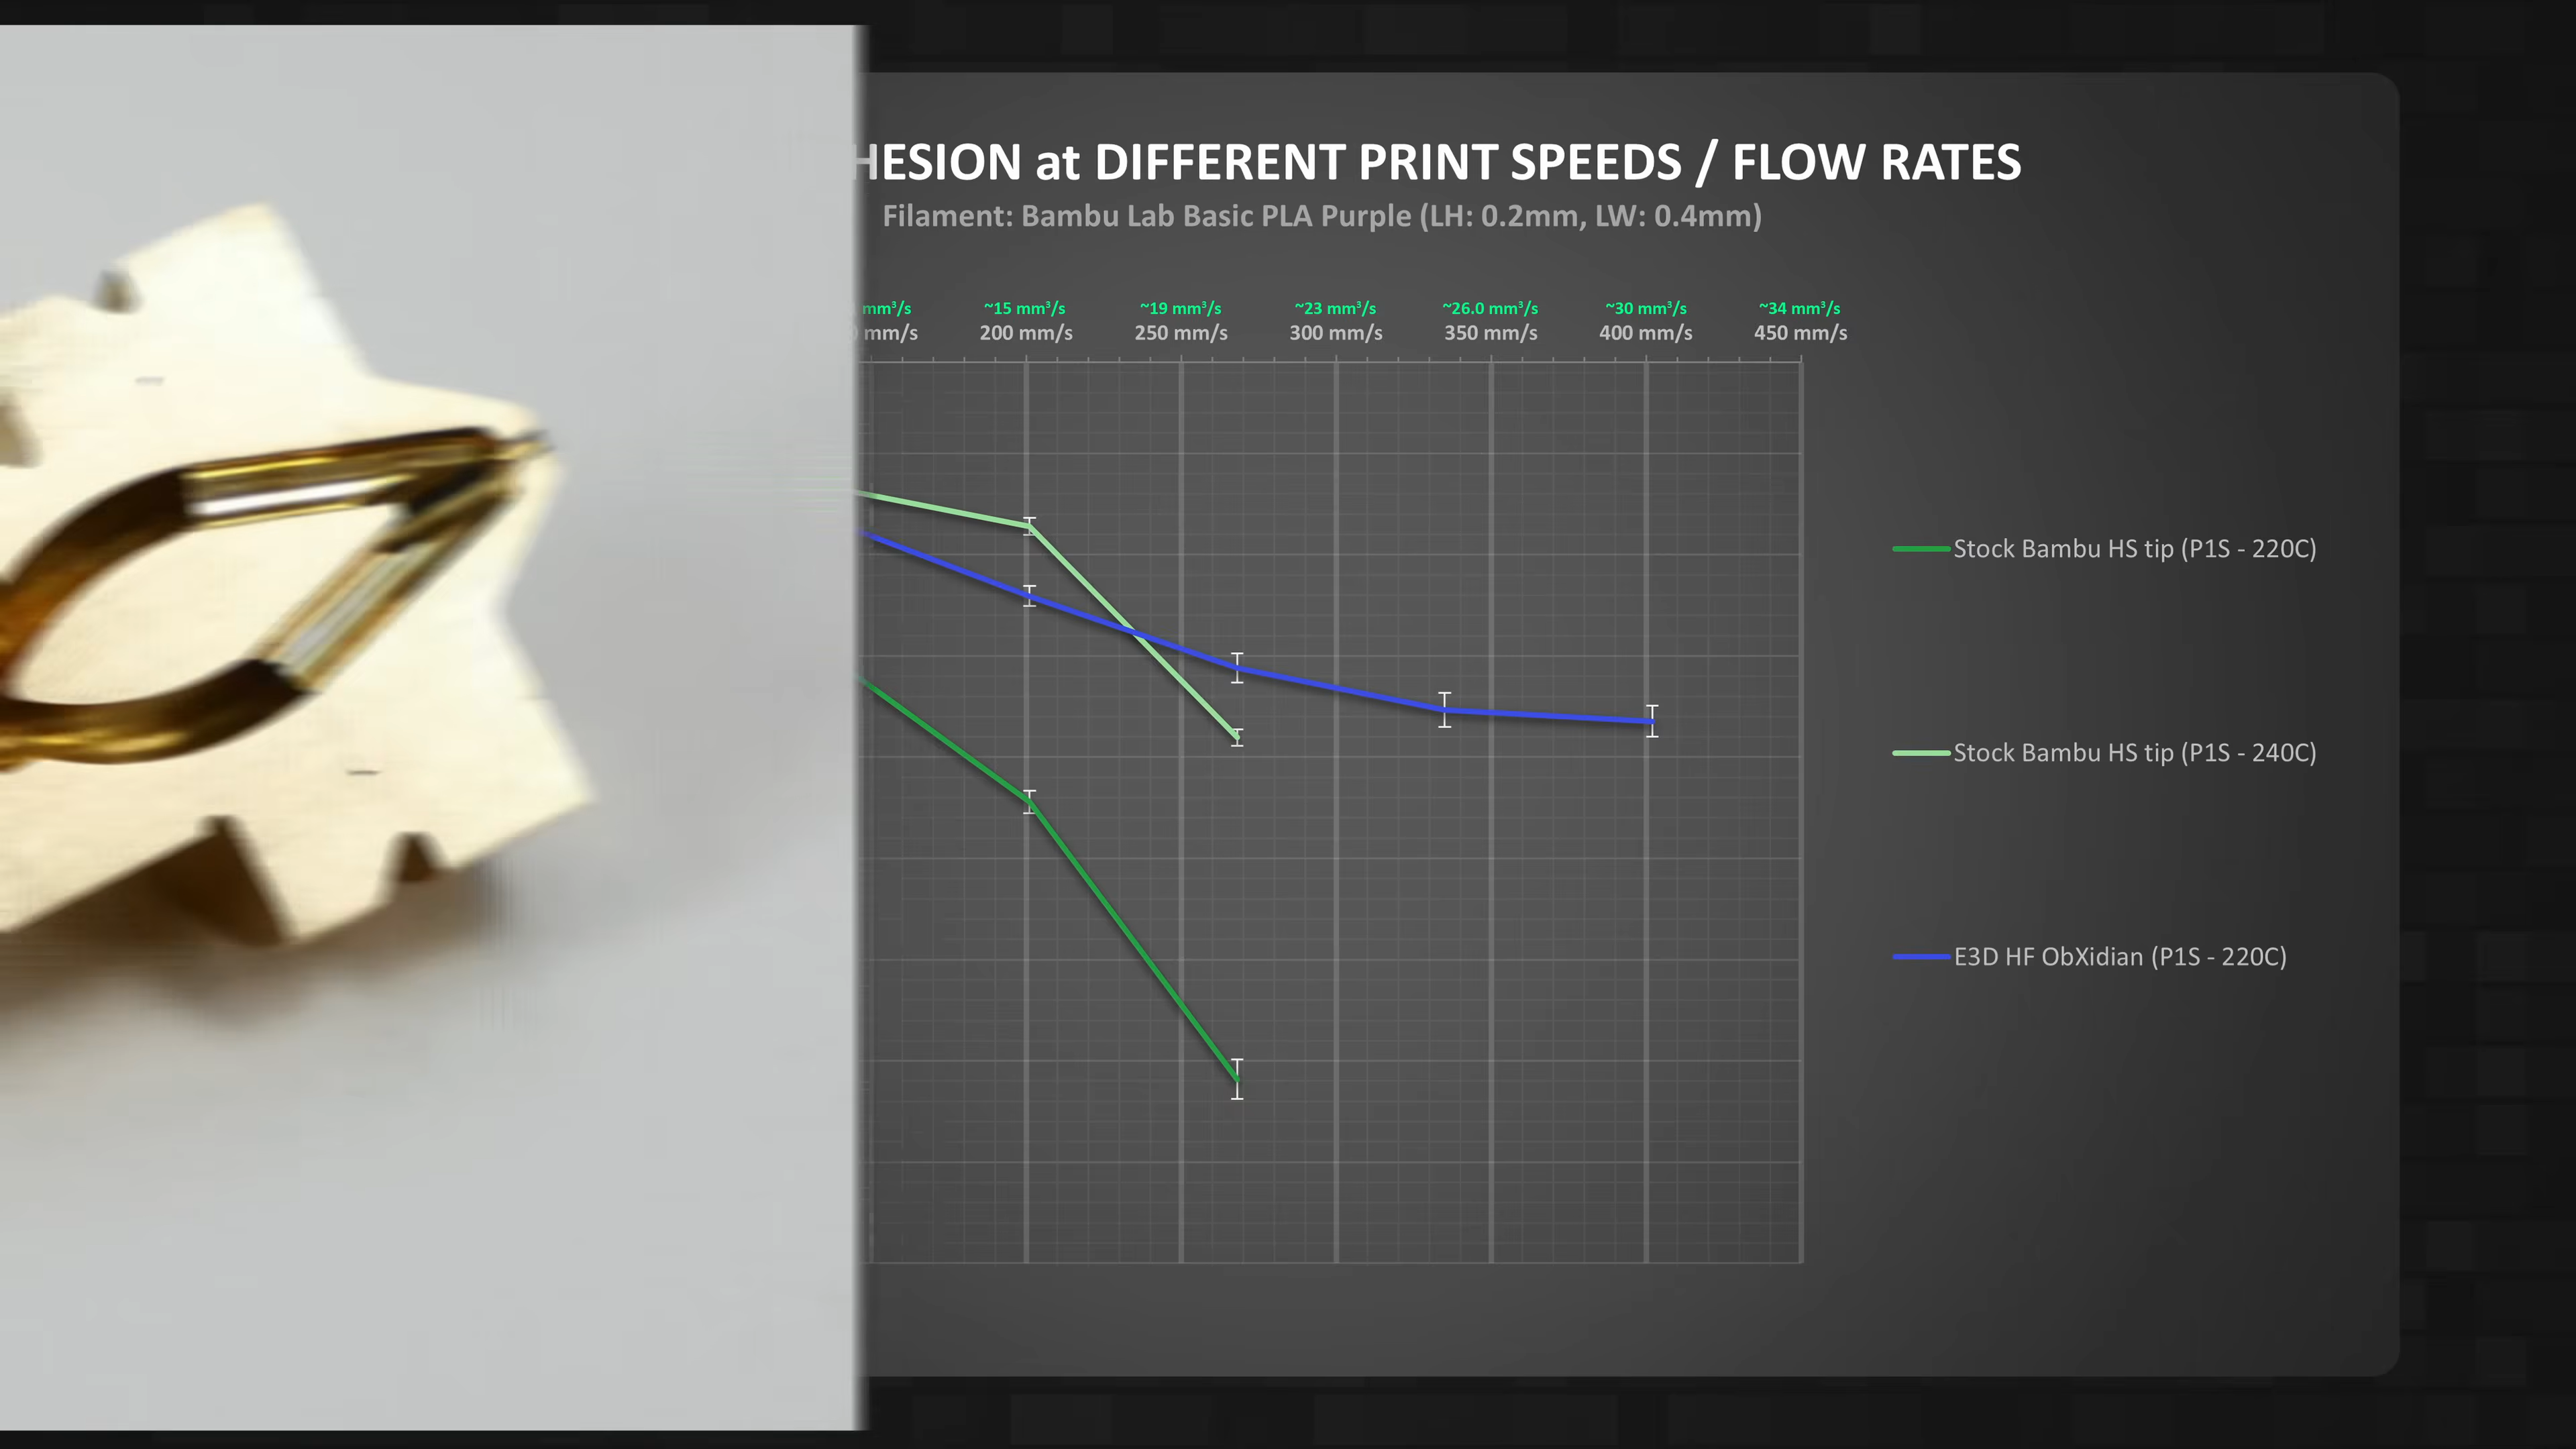 HESION at DIFFERENT PRINT SPEEDS / FLOW RATES
Filament: Bambu Lab Basic PLA Purple (LH: 0.2mm, LW: 0.4mm)
mm³/s ~15 mm³/s ~19 mm³/s ~23 mm³/s ~26.0 mm³/s ~30 mm³/s ~34 mm³/s
mm/s 200 mm/s 250 mm/s 300 mm/s 350 mm/s 400 mm/s 450 mm/s
Stock Bambu HS tip (P1S - 220C)
Stock Bambu HS tip (P1S - 240C)
E3D HF ObXidian (P1S - 220C)